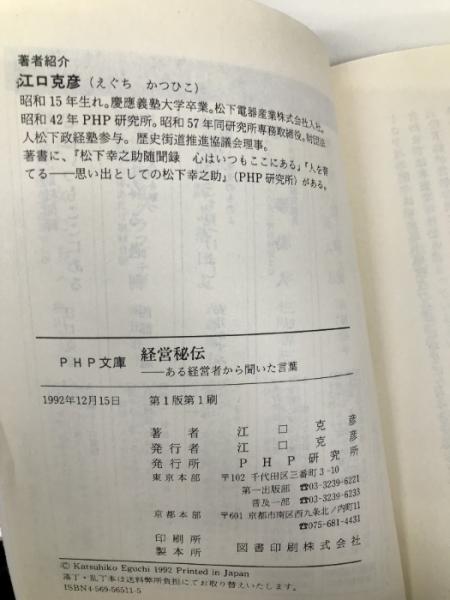 著者紹介
江口克彦（えぐち かつひこ）
昭和15年生れ。慶應義塾大学卒業。松下電器産業株式会社入社。
昭和42年PHP研究所。昭和57年同研究所専務取締役。財団法
人松下政経塾参与。歴史街道推進協議会理事。
著書に、『松下幸之助随聞録 心はいつもここにある』『人を育
てる――思い出としての松下幸之助』（PHP研究所）がある。
PHP文庫 経営秘伝
――ある経営者から聞いた言葉
1992年12月15日 第1版第1刷
著者 江口克彦
発行者 江口克彦
発行所 PHP研究所
東京本部 〒102 千代田区三番町3-10
第一出版部 ☎03-3239-6221
普及一部 ☎03-3239-6233
京都本部 〒601 京都市南区西九条北ノ内町11
☎075-681-4431
印刷所
製本所 図書印刷株式会社
© Katsuhiko Eguchi 1992 Printed in Japan
落丁・乱丁本は送料弊所負担にてお取り替えいたします。
ISBN4-569-56511-5